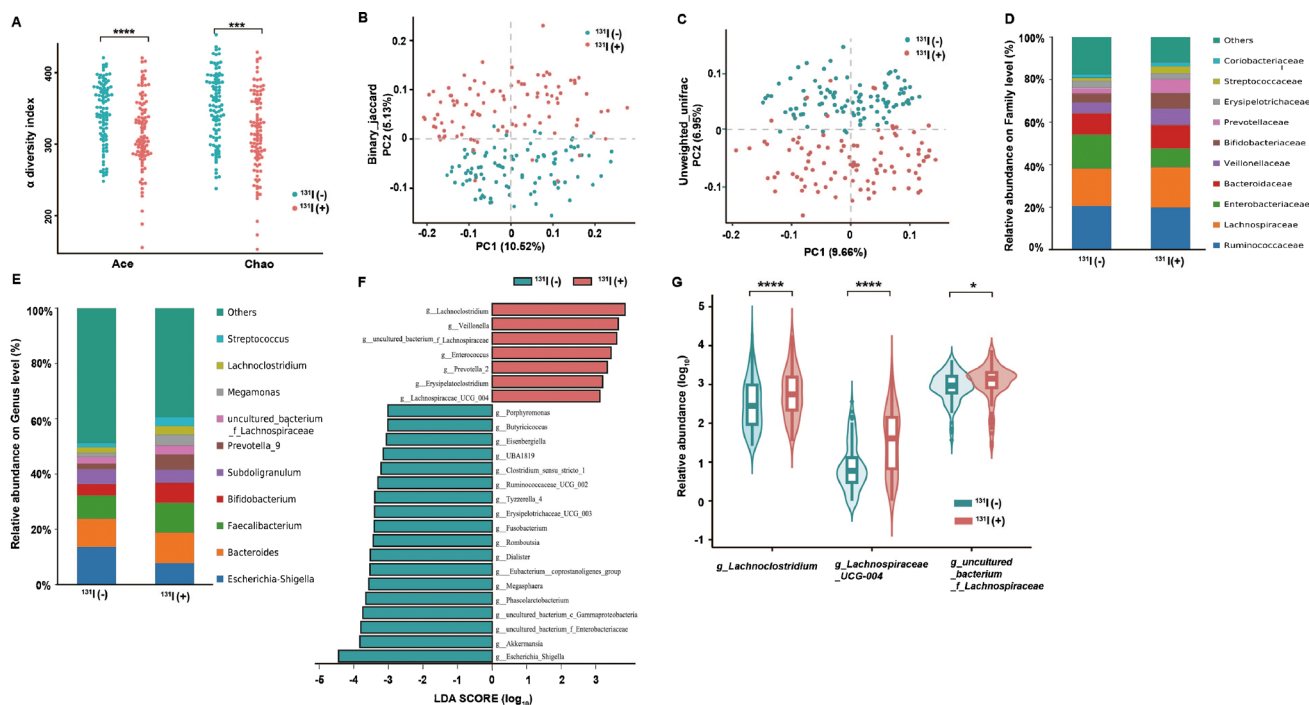 A
****
***
α diversity index
400
300
200
¹³¹I (-)
¹³¹I (+)
Ace
Chao
B
¹³¹I (-)
¹³¹I (+)
Binary_jaccard
PC2 (5.13%)
0.2
0.1
0
-0.1
-0.2
-0.1
0
0.1
0.2
PC1 (10.52%)
C
¹³¹I (-)
¹³¹I (+)
Unweighted_unifrac
PC2 (6.95%)
0.1
0
-0.1
-0.2
-0.1
0
0.1
PC1 (9.66%)
D
Relative abundance on Family level (%)
100%
80%
60%
40%
20%
0%
¹³¹I (-)
¹³¹I(+)
Others
Coriobacteriaceae
Streptococcaceae
Erysipelotrichaceae
Prevotellaceae
Bifidobacteriaceae
Veillonellaceae
Bacteroidaceae
Enterobacteriaceae
Lachnospiraceae
Ruminococcaceae
E
Relative abundance on Genus level (%)
100%
80%
60%
40%
20%
0%
¹³¹I (-)
¹³¹I (+)
Others
Streptococcus
Lachnoclostridium
Megamonas
uncultured_bacterium
_f_Lachnospiraceae
Prevotella_9
Subdoligranulum
Bifidobacterium
Faecalibacterium
Bacteroides
Escherichia-Shigella
F
¹³¹I (-)
¹³¹I (+)
g__Lachnoclostridium
g__Veillonella
g__uncultured_bacterium_f_Lachnospiraceae
g__Enterococcus
g__Prevotella_2
g__Erysipelatoclostridium
g__Lachnospiraceae_UCG_004
g__Porphyromonas
g__Butyricicoccus
g__Eisenbergiella
g__UBA1819
g__Clostridium_sensu_stricto_1
g__Ruminococcaceae_UCG_002
g__Tyzzerella_4
g__Erysipelotrichaceae_UCG_003
g__Fusobacterium
g__Romboutsia
g__Dialister
g__Eubacterium_coprostanoligenes_group
g__Megasphaera
g__Phascolarctobacterium
g__uncultured_bacterium_c_Gammaproteobacteria
g__uncultured_bacterium_f_Enterobacteriaceae
g__Akkermansia
g__Escherichia_Shigella
-5
-4
-3
-2
-1
0
1
2
3
LDA SCORE (log₁₀)
G
****
****
*
Relative abundance (log₁₀)
5
4
3
2
1
0
-1
¹³¹I (-)
¹³¹I (+)
g_Lachnoclostridium
g_Lachnospiraceae
_UCG-004
g_uncultured
_bacterium
_f_Lachnospiraceae